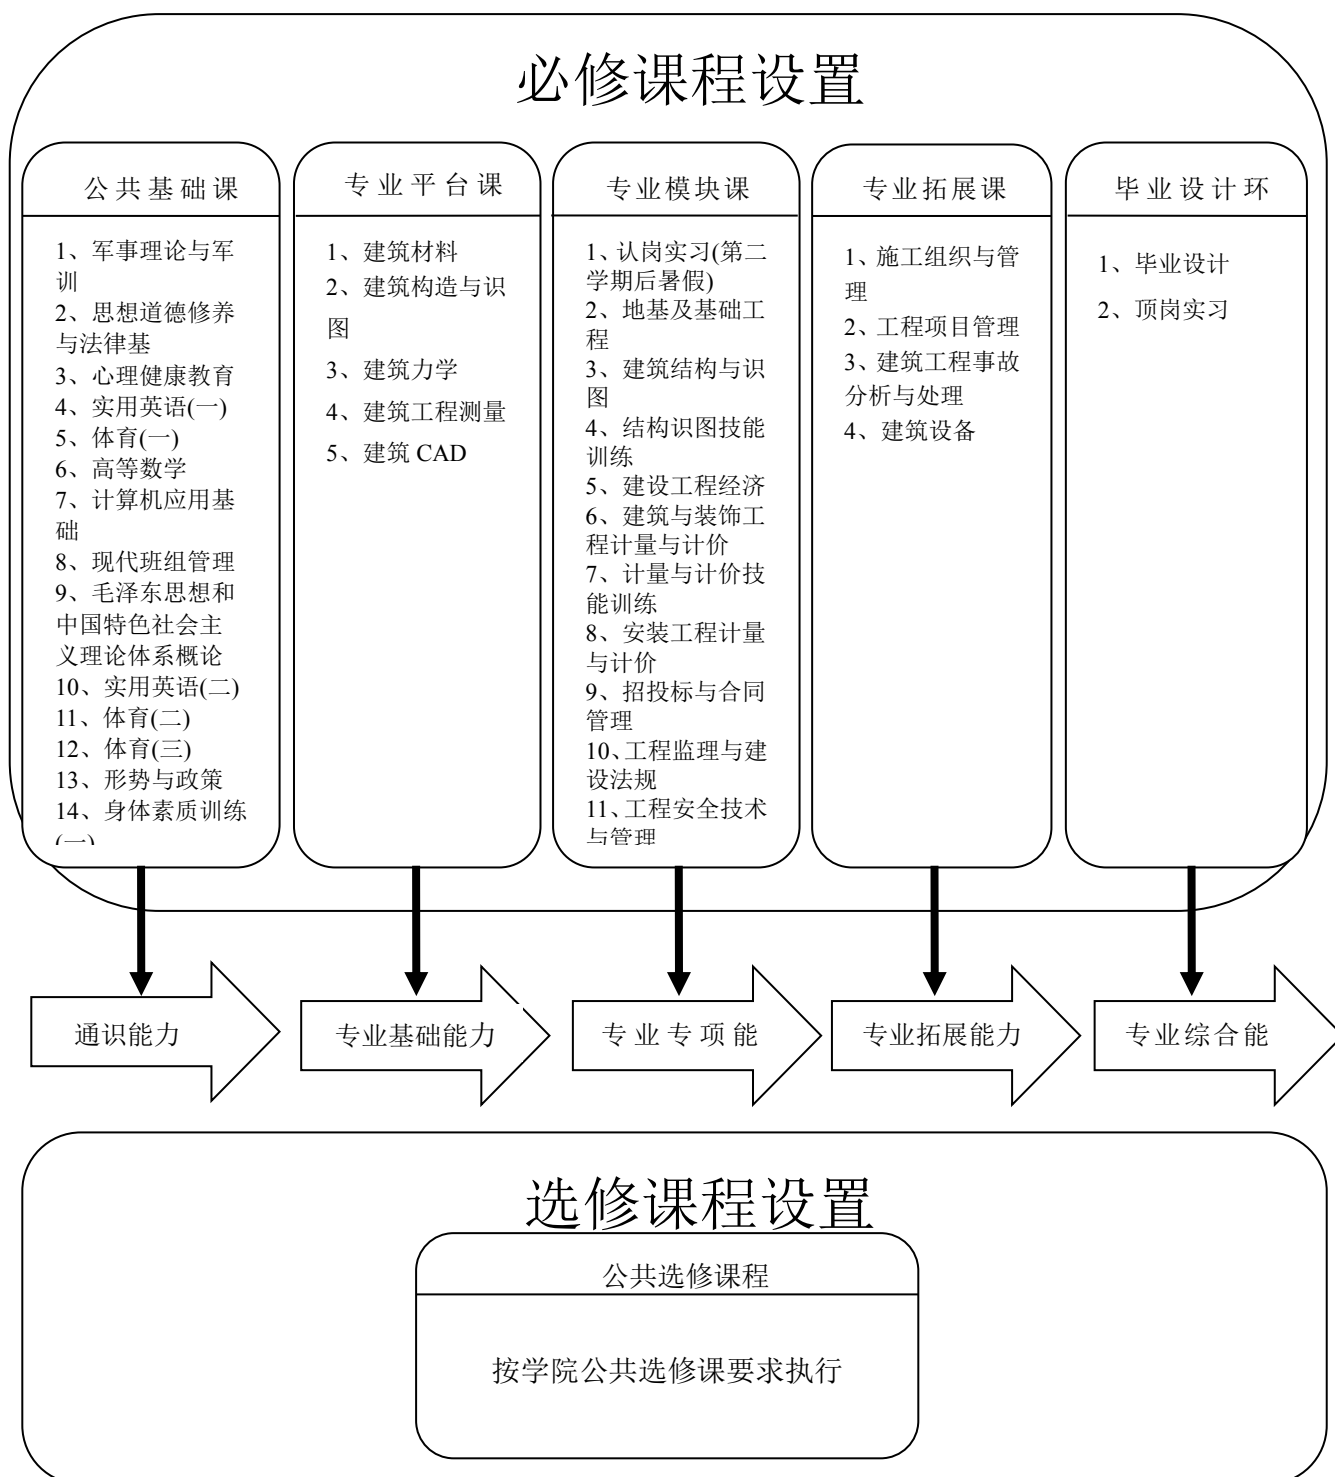 必修课程设置
公共基础课
1、军事理论与军
训
2、思想道德修养
与法律基
3、心理健康教育
4、实用英语(一)
5、体育(一)
6、高等数学
7、计算机应用基
础
8、现代班组管理
9、毛泽东思想和
中国特色社会主
义理论体系概论
10、实用英语(二)
11、体育(二)
12、体育(三)
13、形势与政策
14、身体素质训练
(一)
专业平台课
1、建筑材料
2、建筑构造与识
图
3、建筑力学
4、建筑工程测量
5、建筑 CAD
专业模块课
1、认岗实习(第二
学期后暑假)
2、地基及基础工
程
3、建筑结构与识
图
4、结构识图技能
训练
5、建设工程经济
6、建筑与装饰工
程计量与计价
7、计量与计价技
能训练
8、安装工程计量
与计价
9、招投标与合同
管理
10、工程监理与建
设法规
11、工程安全技术
与管理
专业拓展课
1、施工组织与管
理
2、工程项目管理
3、建筑工程事故
分析与处理
4、建筑设备
毕业设计环
1、毕业设计
2、顶岗实习
通识能力
专业基础能力
专业专项能
专业拓展能力
专业综合能
选修课程设置
公共选修课程
按学院公共选修课要求执行